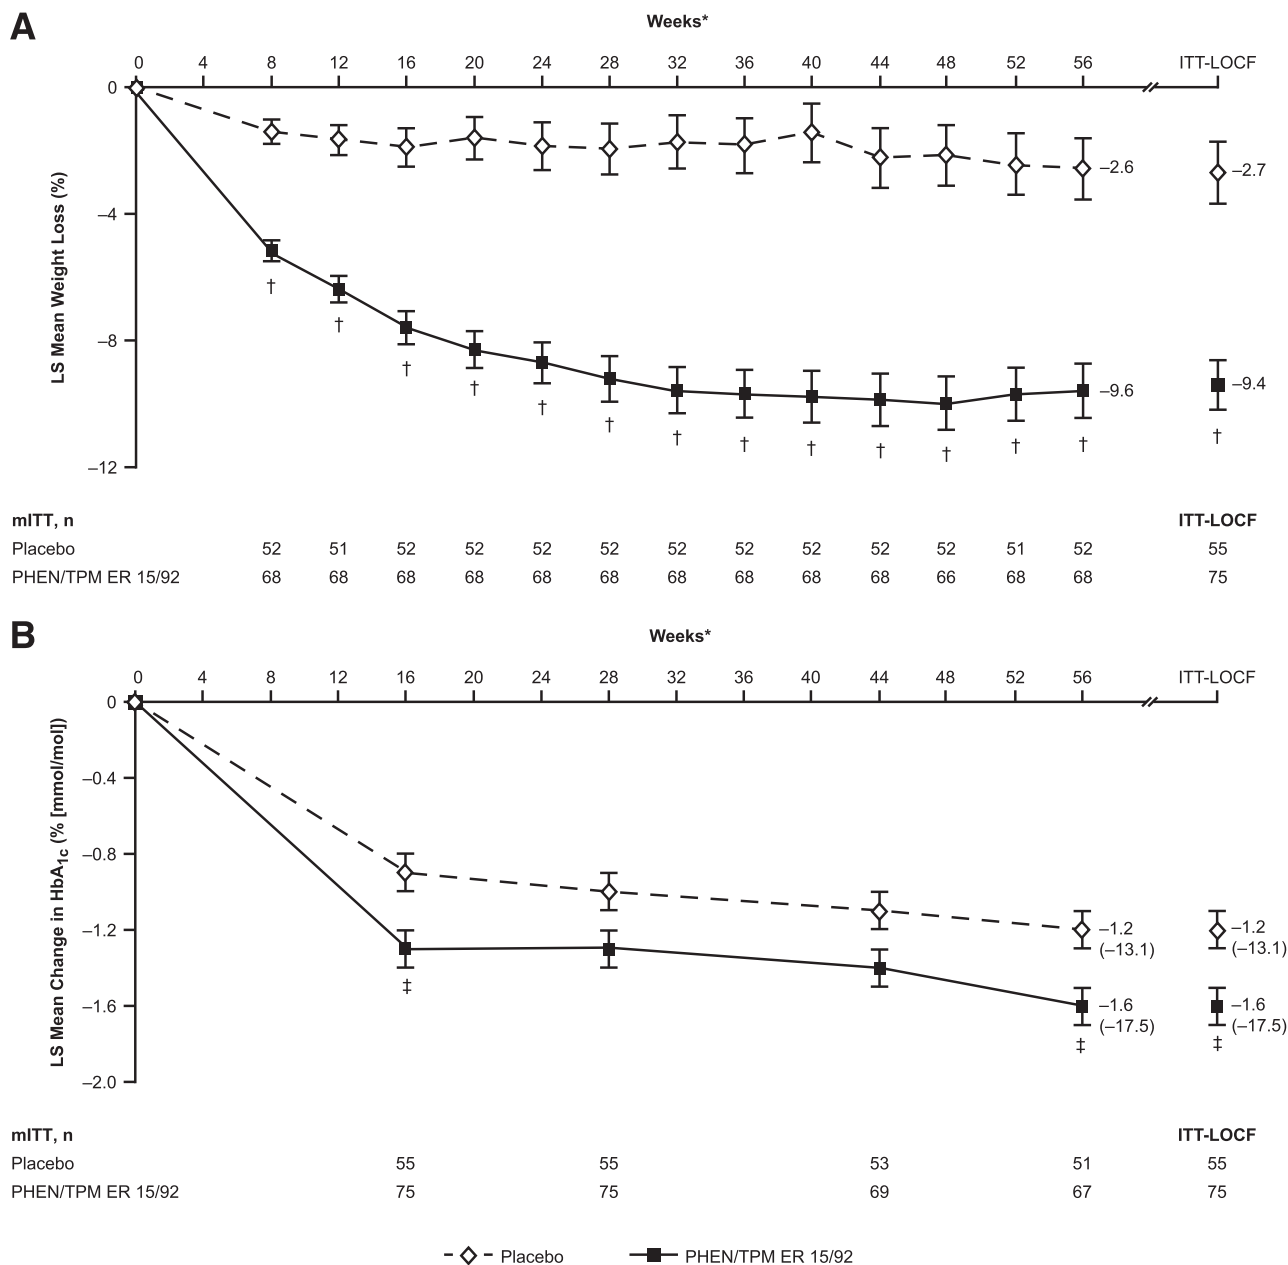 A
Weeks*
0 4 8 12 16 20 24 28 32 36 40 44 48 52 56 ITT-LOCF
0
–4
–8
–12
LS Mean Weight Loss (%)
–2.6
–2.7
–9.6
–9.4
† † † † † † † † † † † † † †
mITT, n ITT-LOCF
Placebo 52 51 52 52 52 52 52 52 52 52 52 51 52 55
PHEN/TPM ER 15/92 68 68 68 68 68 68 68 68 68 68 66 68 68 75
B
Weeks*
0 4 8 12 16 20 24 28 32 36 40 44 48 52 56 ITT-LOCF
0
–0.4
–0.8
–1.2
–1.6
–2.0
LS Mean Change in HbA1c (% [mmol/mol])
–1.2 –1.2
(–13.1) (–13.1)
–1.6 –1.6
(–17.5) (–17.5)
‡ ‡ ‡
mITT, n ITT-LOCF
Placebo 55 55 53 51 55
PHEN/TPM ER 15/92 75 75 69 67 75
Placebo PHEN/TPM ER 15/92